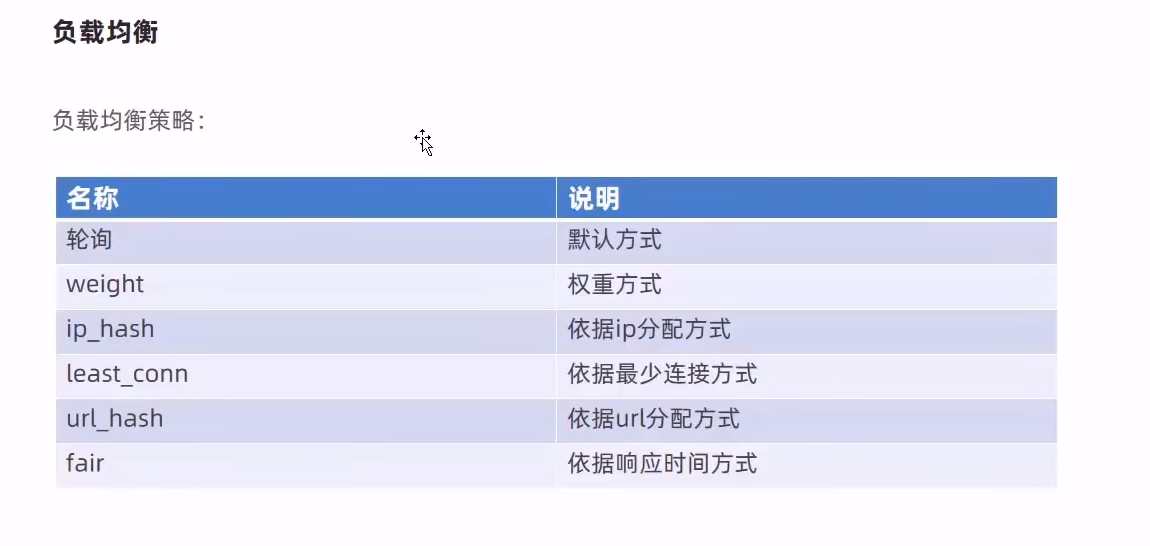 负载均衡
负载均衡策略：
名称 说明
轮询 默认方式
weight 权重方式
ip_hash 依据ip分配方式
least_conn 依据最少连接方式
url_hash 依据url分配方式
fair 依据响应时间方式